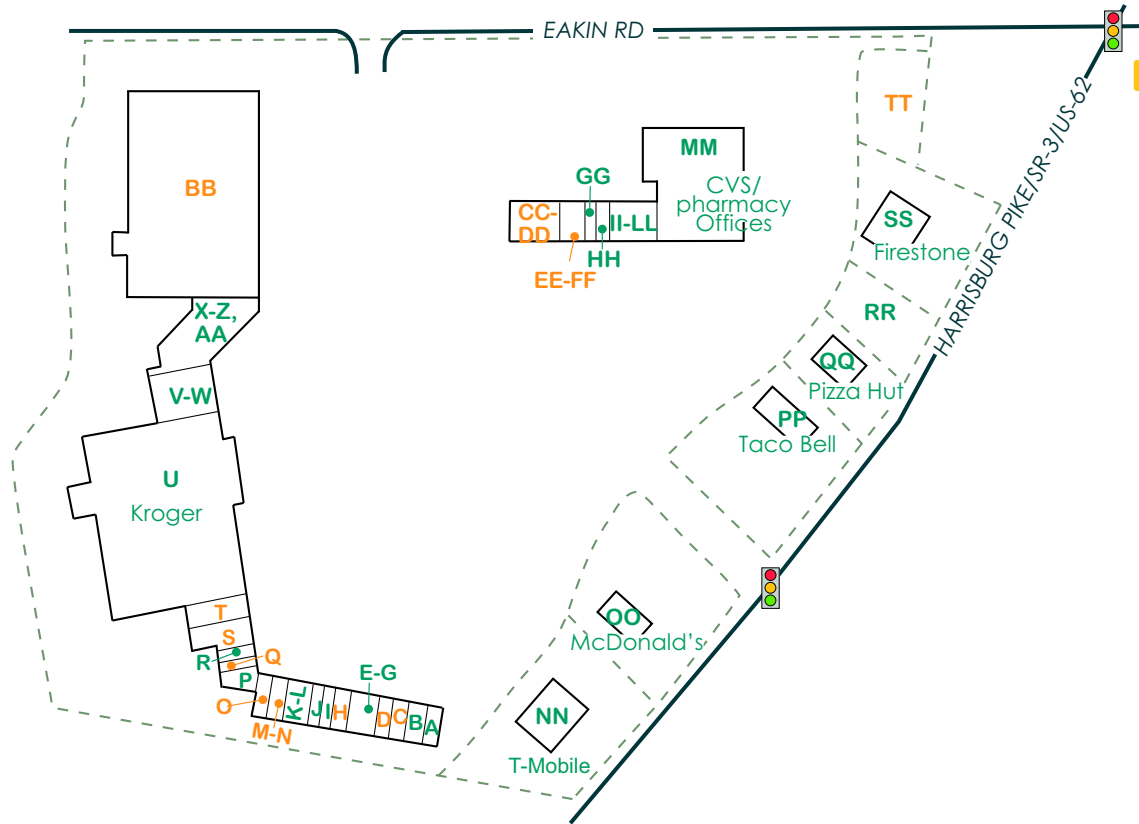 EAKIN RD
HARRISBURG PIKE/SR-3/US-62
TT
BB
MM
CVS/
pharmacy
Offices
GG
CC-
DD
II-LL
HH
EE-FF
SS
Firestone
X-Z,
AA
RR
QQ
Pizza Hut
V-W
PP
Taco Bell
U
Kroger
T
S
R
Q
P
O
M-N
K-L
J
I
H
E-G
D
C
B
A
OO
McDonald's
NN
T-Mobile